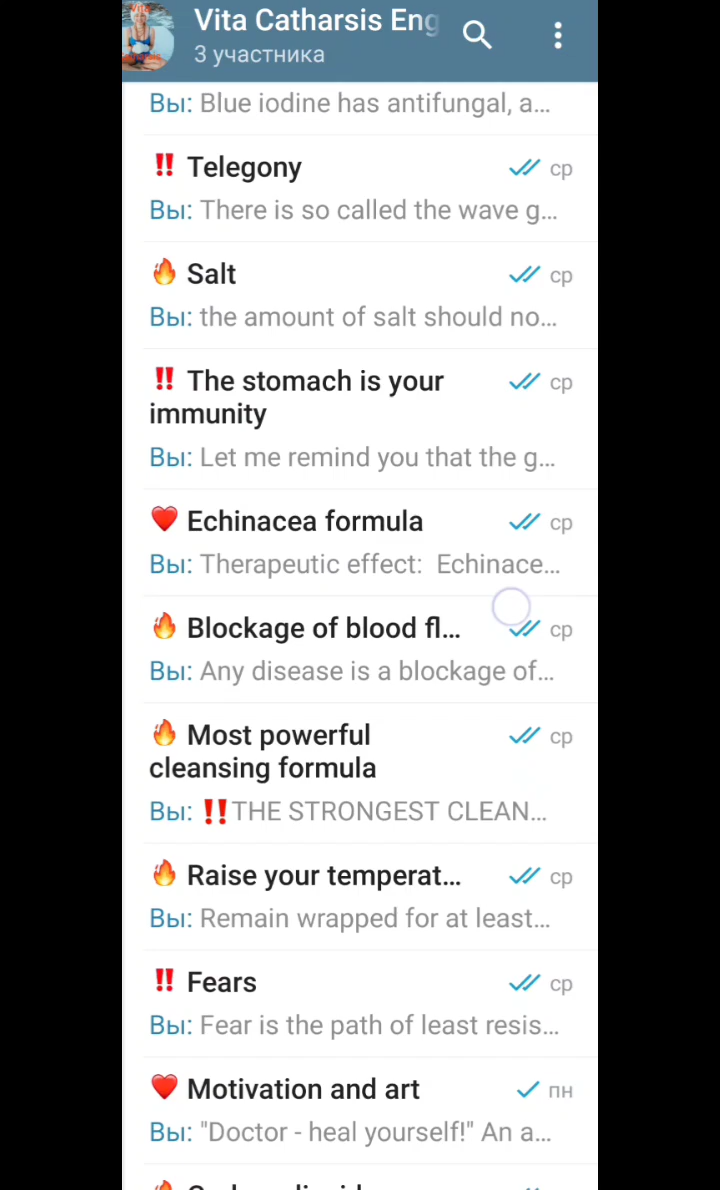 Vita Catharsis Eng
3 участника
Вы: Blue iodine has antifungal, a...
‼ Telegony ср
Вы: There is so called the wave g...
🔥 Salt ср
Вы: the amount of salt should no...
‼ The stomach is your ср
immunity
Вы: Let me remind you that the g...
❤ Echinacea formula ср
Вы: Therapeutic effect: Echinace...
🔥 Blockage of blood fl... ср
Вы: Any disease is a blockage of...
🔥 Most powerful ср
cleansing formula
Вы: ‼THE STRONGEST CLEAN...
🔥 Raise your temperat... ср
Вы: Remain wrapped for at least...
‼ Fears ср
Вы: Fear is the path of least resis...
❤ Motivation and art пн
Вы: "Doctor - heal yourself!" An a...